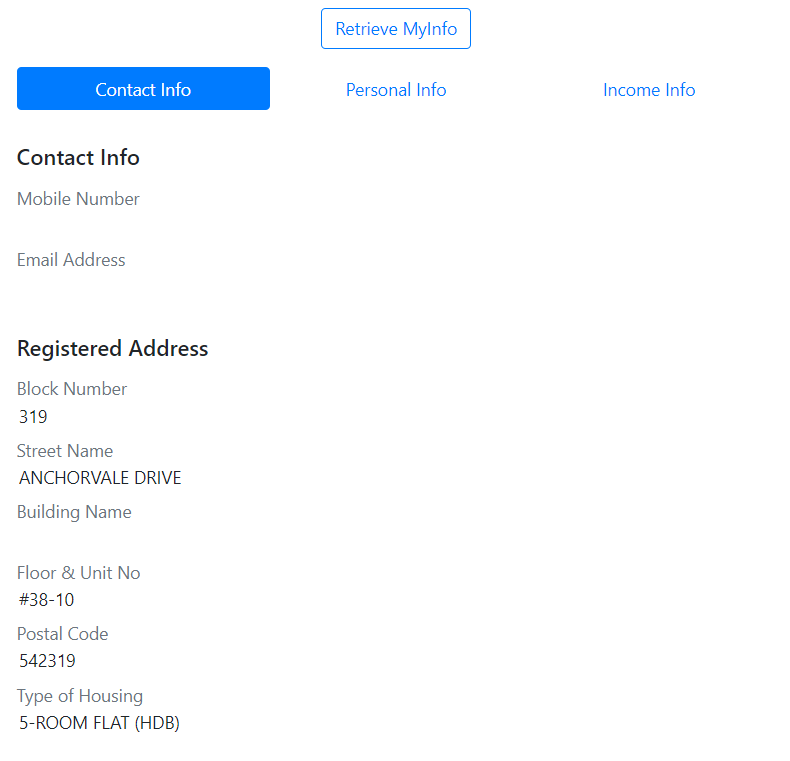 Retrieve MyInfo
Contact Info
Personal Info
Income Info
Contact Info
Mobile Number
Email Address
Registered Address
Block Number
319
Street Name
ANCHORVALE DRIVE
Building Name
Floor & Unit No
#38-10
Postal Code
542319
Type of Housing
5-ROOM FLAT (HDB)